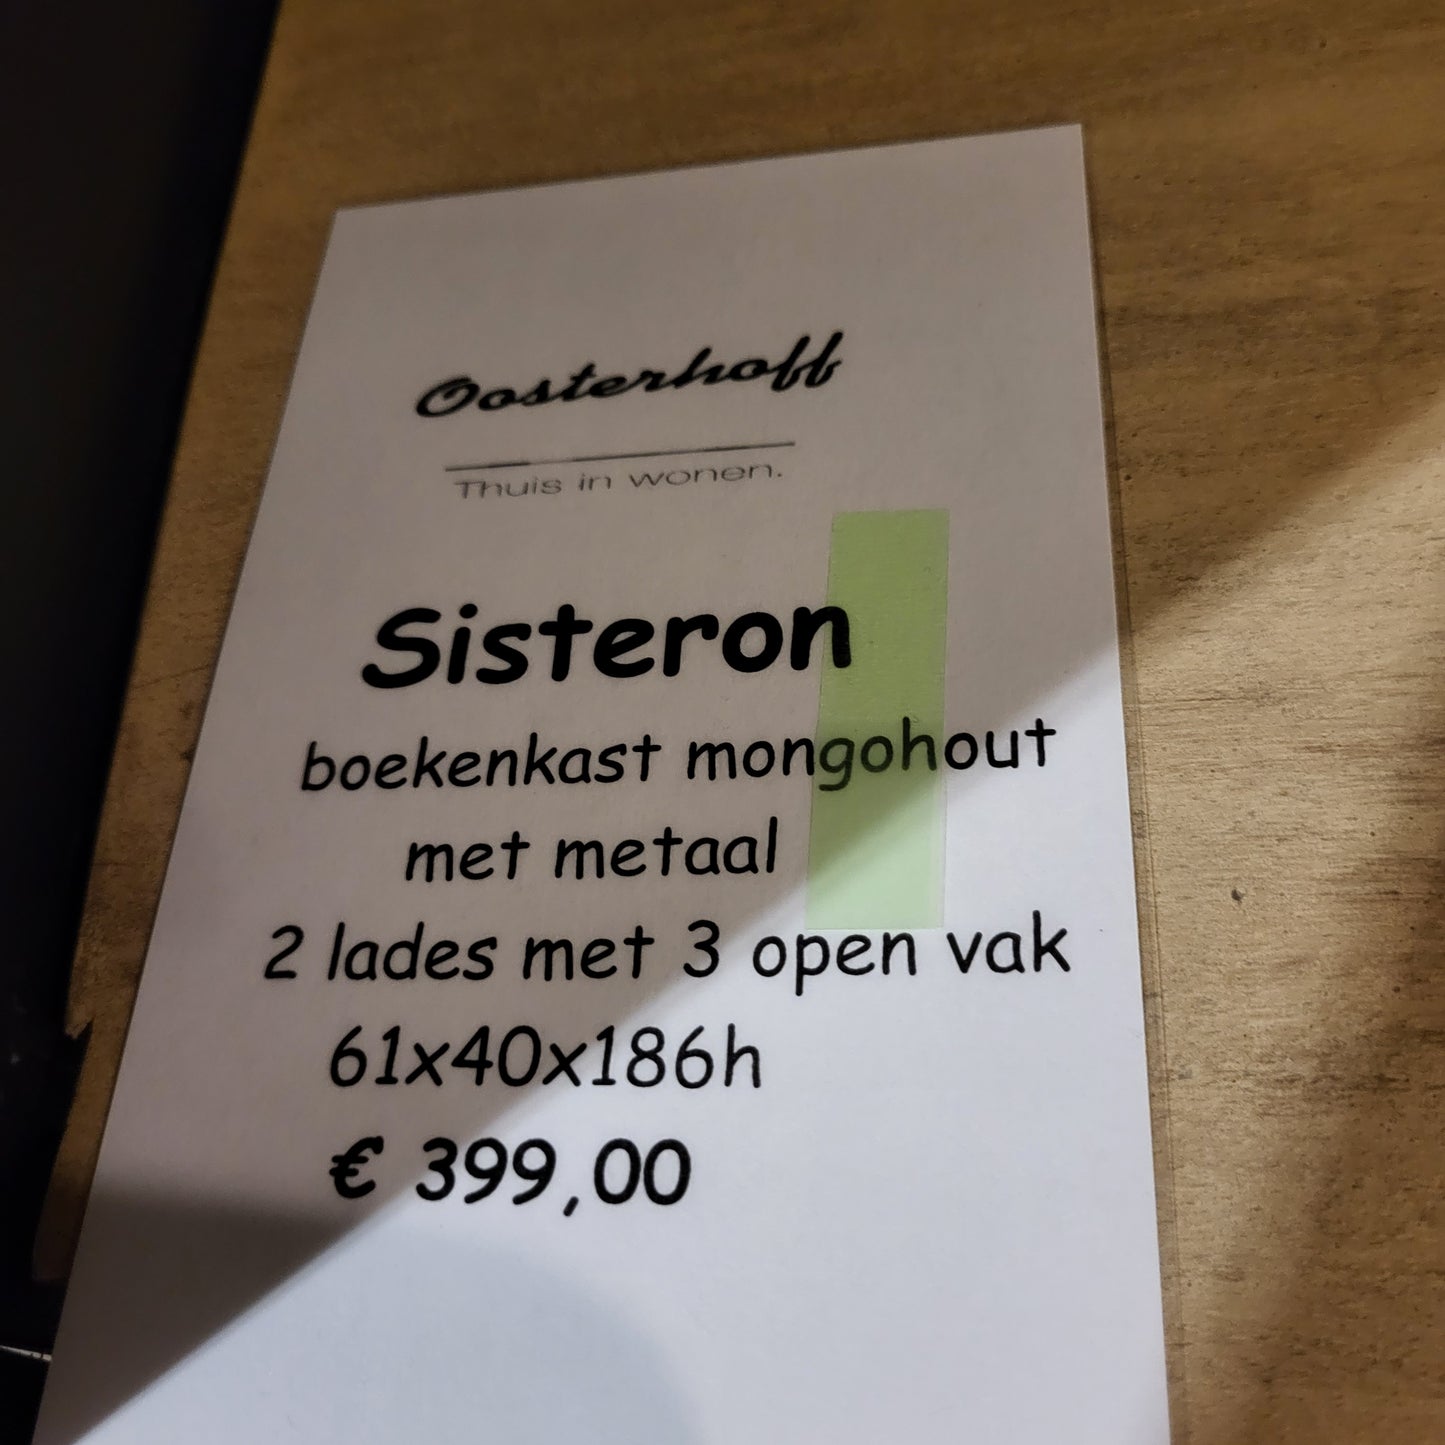 Oosterhoff
Thuis in wonen.
Sisteron
boekenkast mongohout
met metaal
2 lades met 3 open vak
61x40x186h
€ 399,00